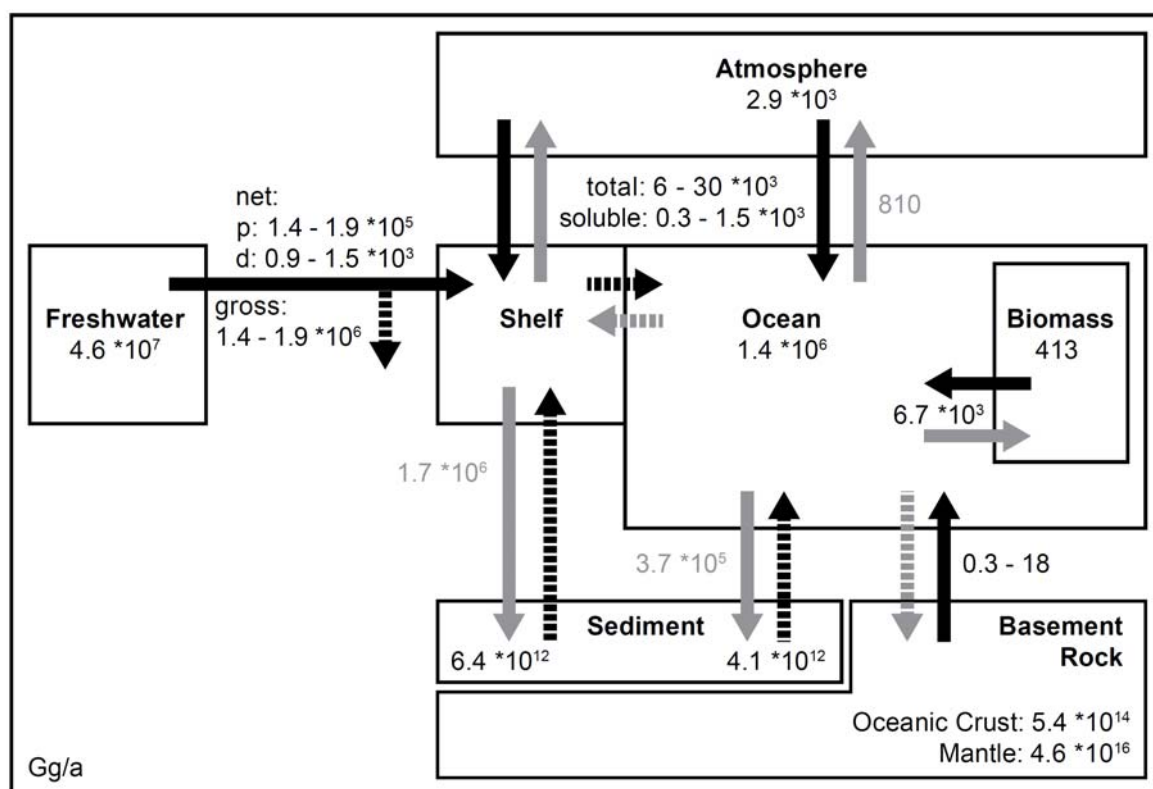 Atmosphere
2.9 *10³
net:
p: 1.4 - 1.9 *10⁵
d: 0.9 - 1.5 *10³
total: 6 - 30 *10³
soluble: 0.3 - 1.5 *10³
810
gross:
1.4 - 1.9 *10⁶
Freshwater
4.6 *10⁷
Shelf
Ocean
1.4 *10⁶
Biomass
413
6.7 *10³
1.7 *10⁶
3.7 *10⁵
0.3 - 18
Sediment
6.4 *10¹²
4.1 *10¹²
Basement
Rock
Oceanic Crust: 5.4 *10¹⁴
Mantle: 4.6 *10¹⁶
Gg/a